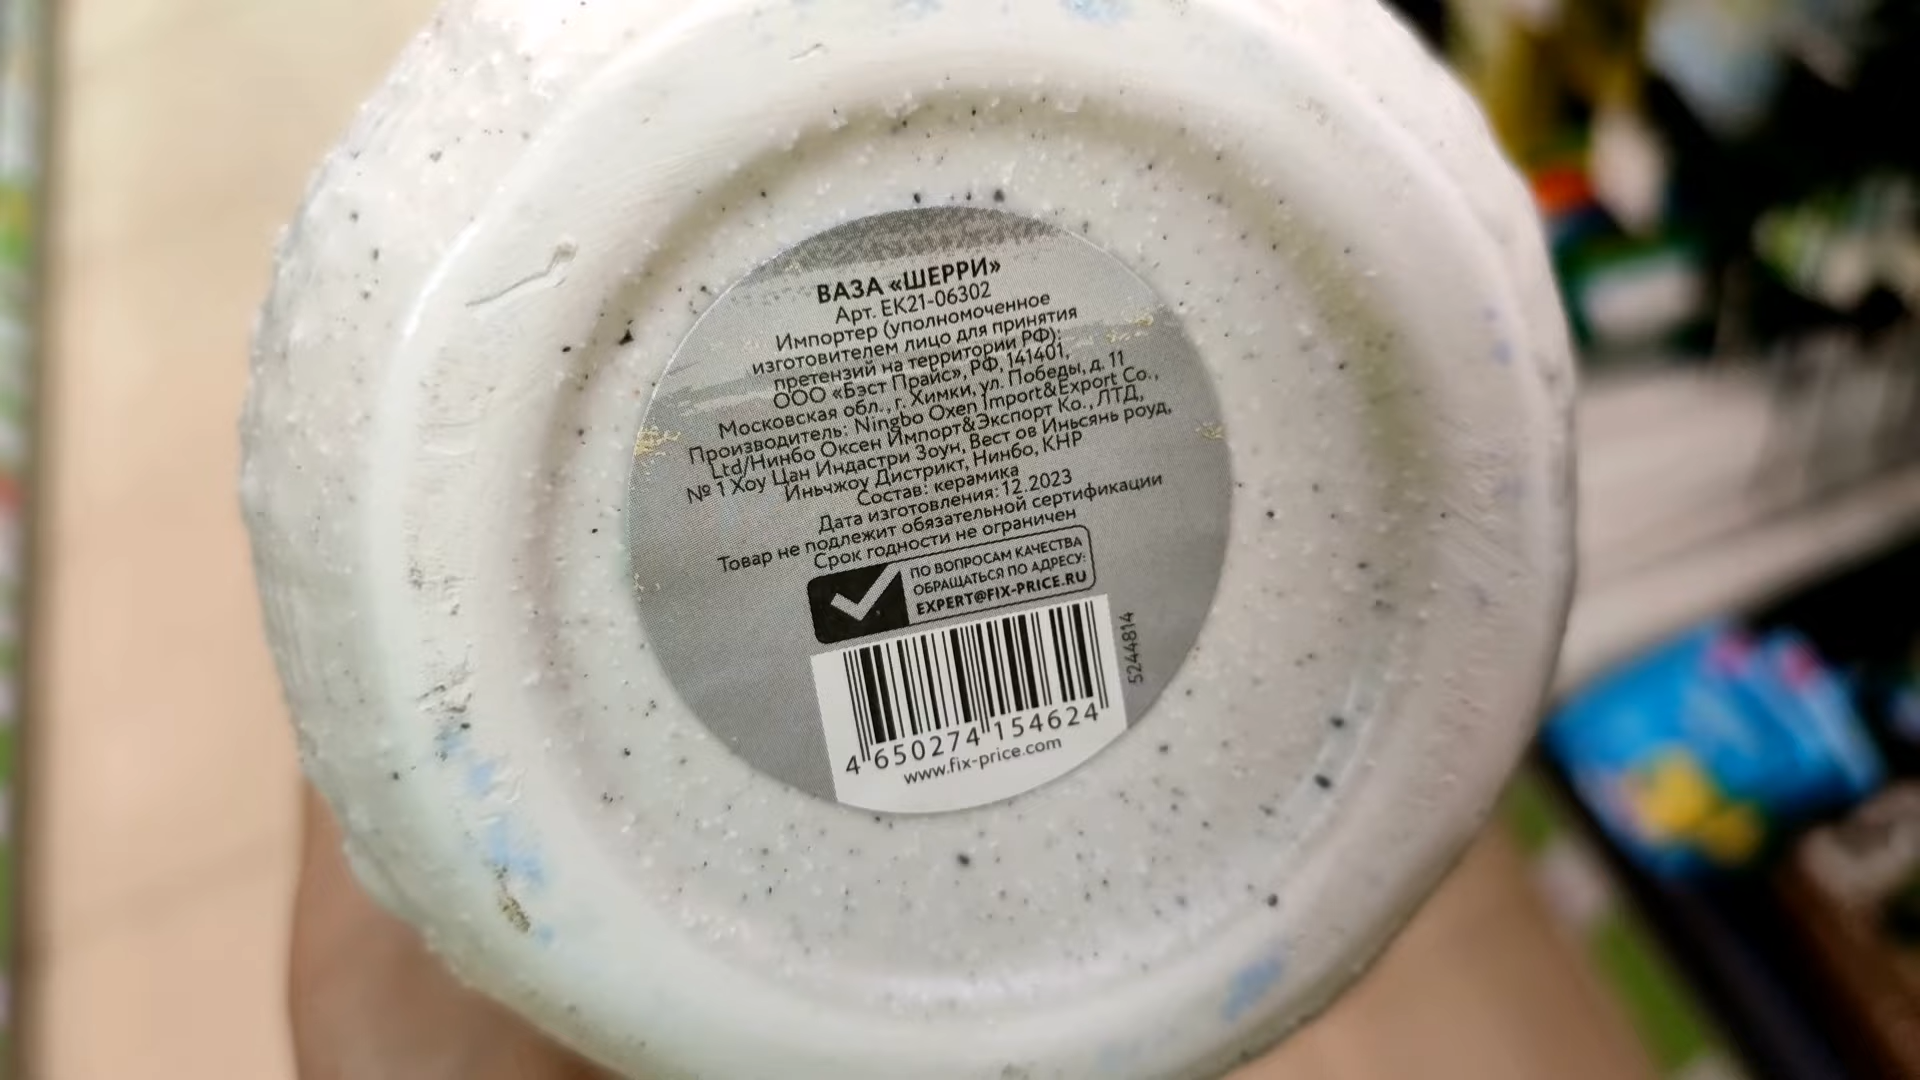 ВАЗА «ШЕРРИ»
Арт. EK21-06302
Импортер (уполномоченное
изготовителем лицо для принятия
претензий на территории РФ):
ООО «Бэст Прайс», РФ, 141401,
Московская обл., г. Химки, ул. Победы, д. 11
Производитель: Ningbo Oxen Import&Export Co.,
Ltd/Нинбо Оксен Импорт&Экспорт Ко., ЛТД,
№ 1 Хоу Цан Индастри Зоун, Вест ов Иньсянь роуд,
Иньчжоу Дистрикт, Нинбо, КНР
Состав: керамика
Дата изготовления: 12.2023
Товар не подлежит обязательной сертификации
Срок годности не ограничен
ПО ВОПРОСАМ КАЧЕСТВА
ОБРАЩАТЬСЯ ПО АДРЕСУ:
EXPERT@FIX-PRICE.RU
5244814
4 650274 154624
www.fix-price.com